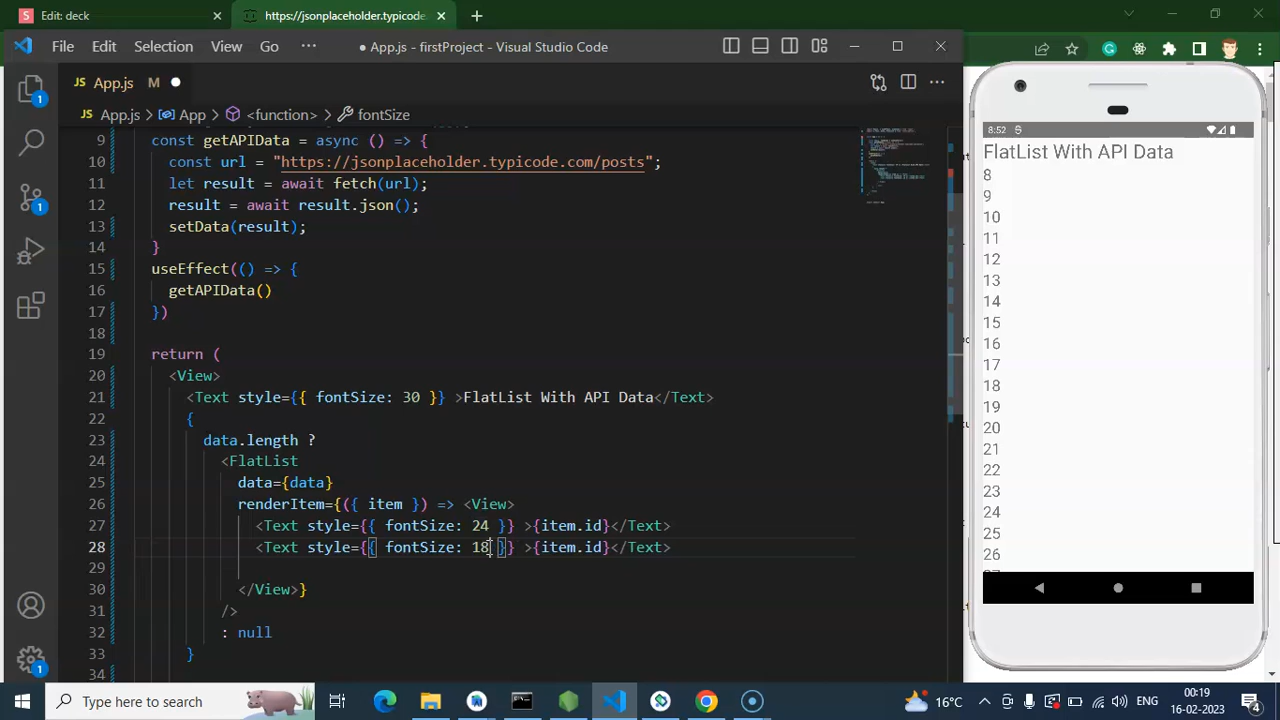 Edit: deck
https://jsonplaceholder.typicode.
File Edit Selection View Go ··· ● App.js - firstProject - Visual Studio Code
JS App.js M
JS App.js > App > <function> > fontSize
9 const getAPIData = async () => {
10 const url = "https://jsonplaceholder.typicode.com/posts";
11 let result = await fetch(url);
12 result = await result.json();
13 setData(result);
14 }
15 useEffect(() => {
16 getAPIData()
17 })
18
19 return (
20 <View>
21 <Text style={{ fontSize: 30 }} >FlatList With API Data</Text>
22 {
23 data.length ?
24 <FlatList
25 data={data}
26 renderItem={({ item }) => <View>
27 <Text style={{ fontSize: 24 }} >{item.id}</Text>
28 <Text style={{ fontSize: 18 }} >{item.id}</Text>
29
30 </View>}
31 />
32 : null
33 }
34
1
1
1
8:52
FlatList With API Data
8
9
10
11
12
13
14
15
16
17
18
19
20
21
22
23
24
25
26
Type here to search
16°C
ENG
00:19
16-02-2023
4